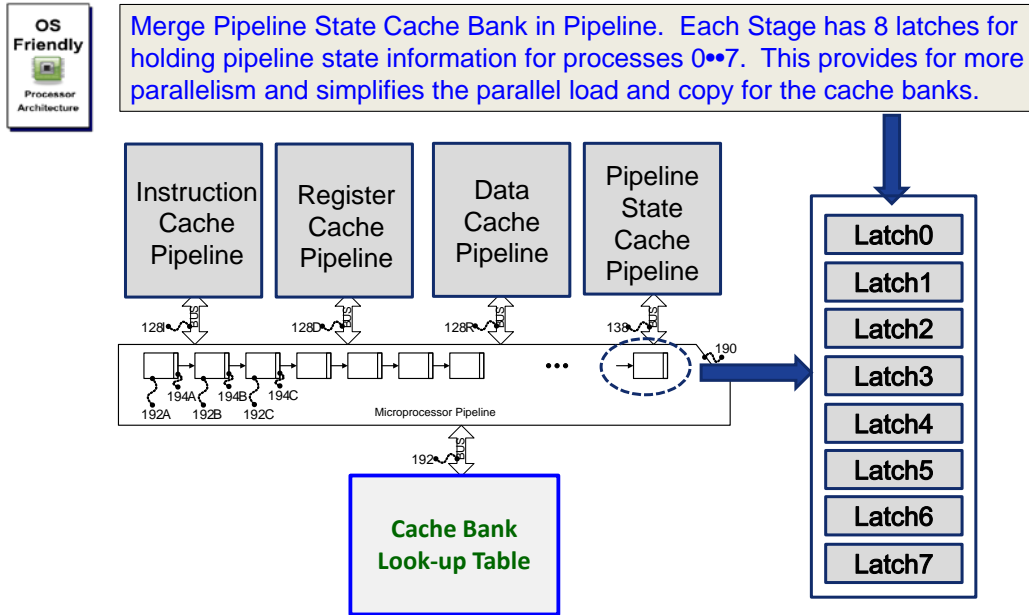 OS
Friendly
Processor
Architecture
Merge Pipeline State Cache Bank in Pipeline. Each Stage has 8 latches for
holding pipeline state information for processes 0••7. This provides for more
parallelism and simplifies the parallel load and copy for the cache banks.
Instruction
Cache
Pipeline
Register
Cache
Pipeline
Data
Cache
Pipeline
Pipeline
State
Cache
Pipeline
128I
BUS
128D
BUS
128R
BUS
138
BUS
190
•••
194A
194B
194C
192A
192B
192C
Microprocessor Pipeline
192
BUS
Cache Bank
Look-up Table
Latch0
Latch1
Latch2
Latch3
Latch4
Latch5
Latch6
Latch7